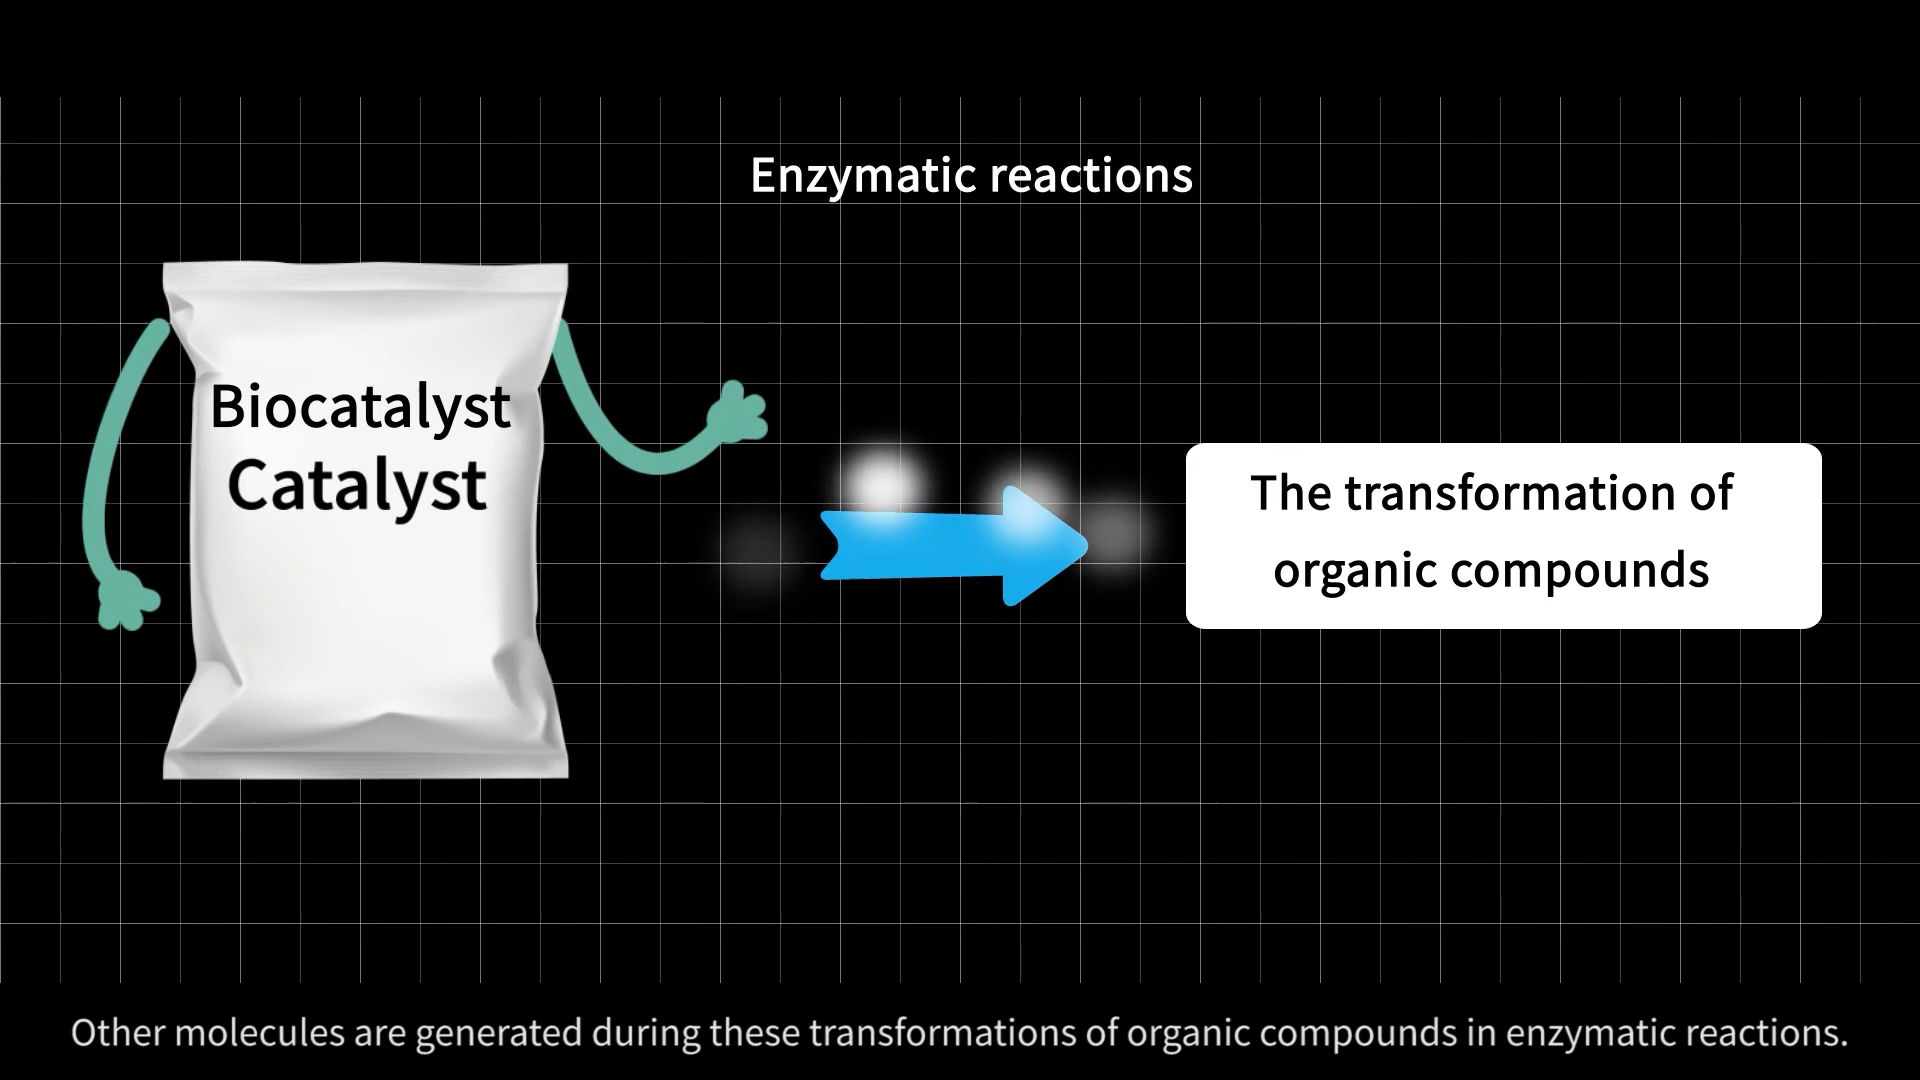 Enzymatic reactions
Biocatalyst
Catalyst
The transformation of
organic compounds
Other molecules are generated during these transformations of organic compounds in enzymatic reactions.